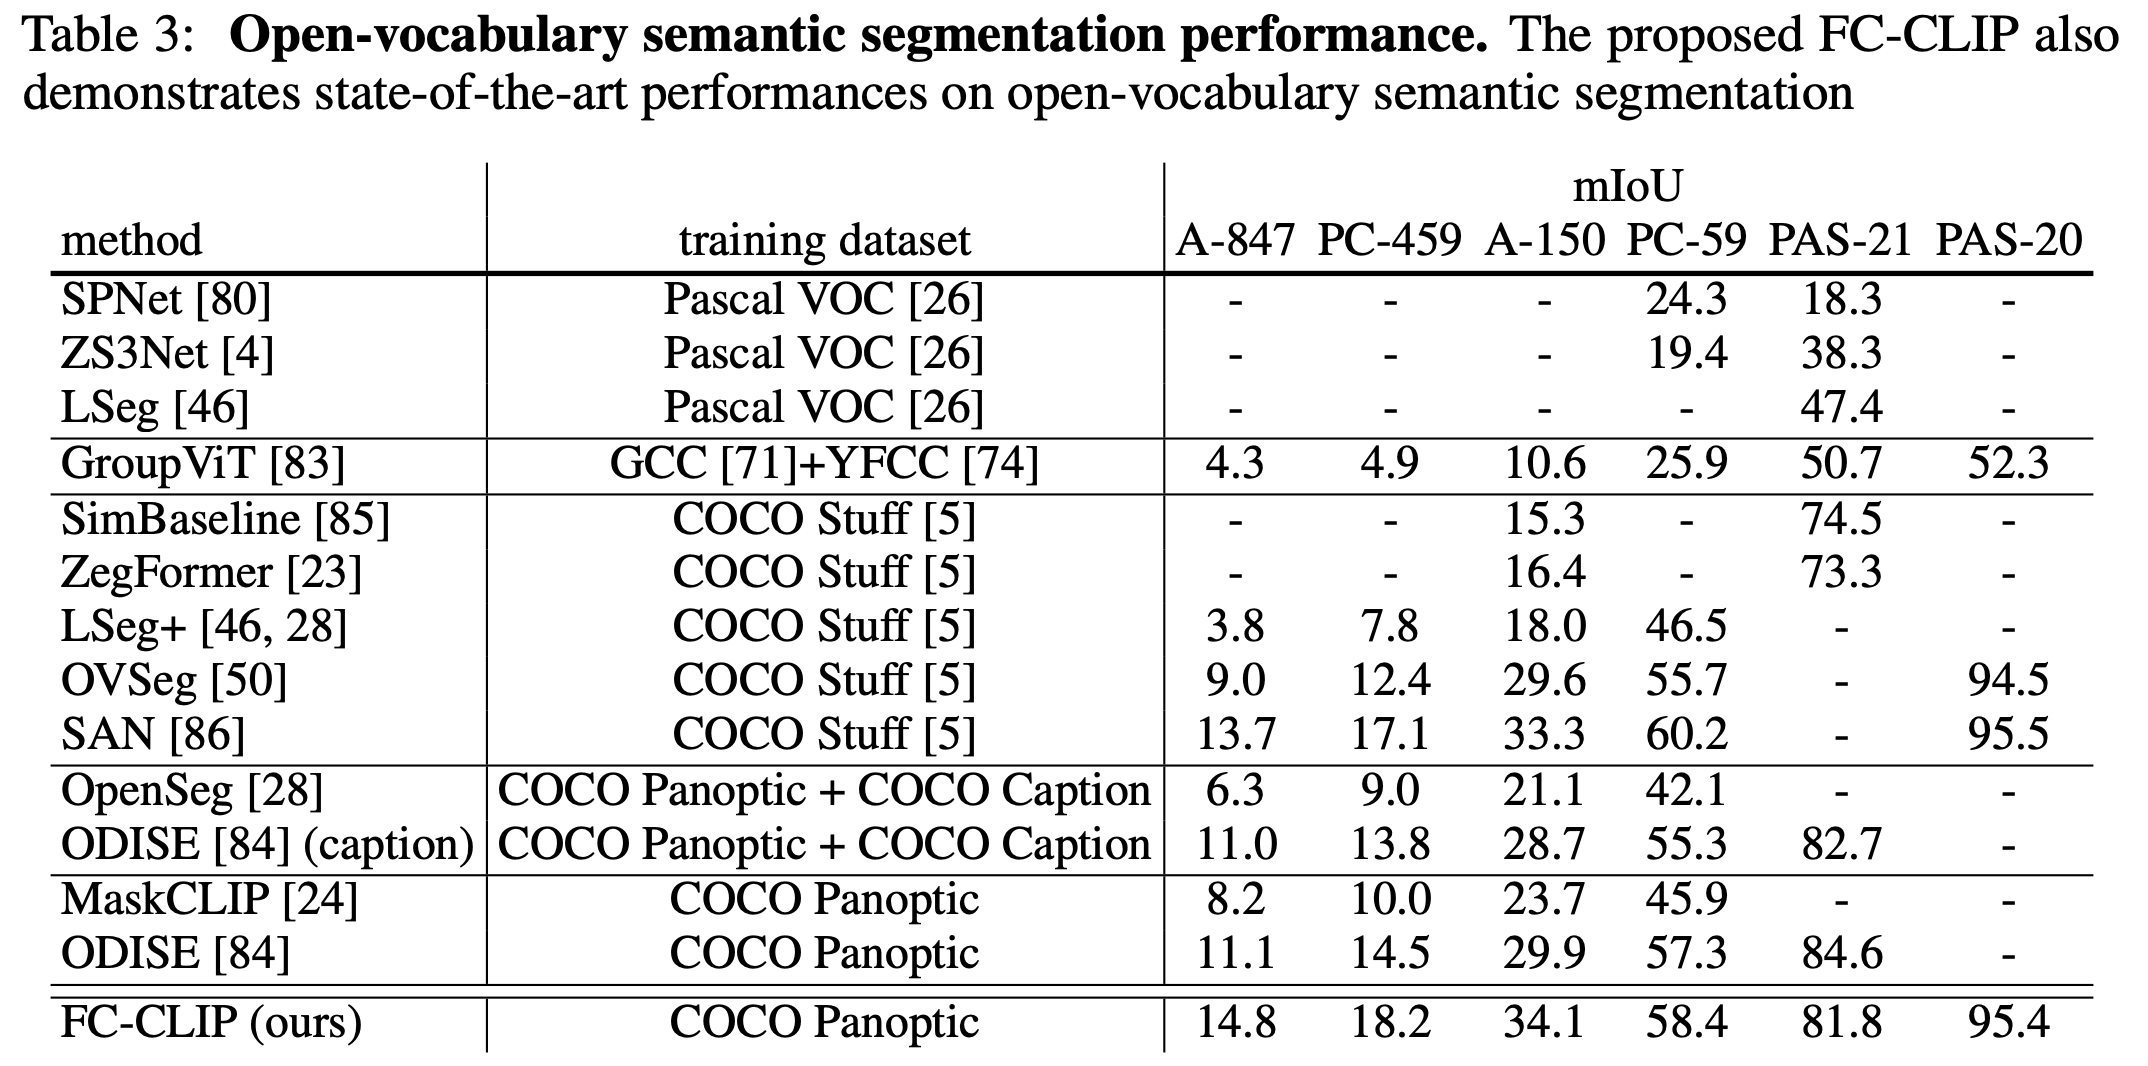 Table 3: Open-vocabulary semantic segmentation performance. The proposed FC-CLIP also
demonstrates state-of-the-art performances on open-vocabulary semantic segmentation
mIoU
method training dataset A-847 PC-459 A-150 PC-59 PAS-21 PAS-20
SPNet [80] Pascal VOC [26] - - - 24.3 18.3 -
ZS3Net [4] Pascal VOC [26] - - - 19.4 38.3 -
LSeg [46] Pascal VOC [26] - - - - 47.4 -
GroupViT [83] GCC [71]+YFCC [74] 4.3 4.9 10.6 25.9 50.7 52.3
SimBaseline [85] COCO Stuff [5] - - 15.3 - 74.5 -
ZegFormer [23] COCO Stuff [5] - - 16.4 - 73.3 -
LSeg+ [46, 28] COCO Stuff [5] 3.8 7.8 18.0 46.5 - -
OVSeg [50] COCO Stuff [5] 9.0 12.4 29.6 55.7 - 94.5
SAN [86] COCO Stuff [5] 13.7 17.1 33.3 60.2 - 95.5
OpenSeg [28] COCO Panoptic + COCO Caption 6.3 9.0 21.1 42.1 - -
ODISE [84] (caption) COCO Panoptic + COCO Caption 11.0 13.8 28.7 55.3 82.7 -
MaskCLIP [24] COCO Panoptic 8.2 10.0 23.7 45.9 - -
ODISE [84] COCO Panoptic 11.1 14.5 29.9 57.3 84.6 -
FC-CLIP (ours) COCO Panoptic 14.8 18.2 34.1 58.4 81.8 95.4